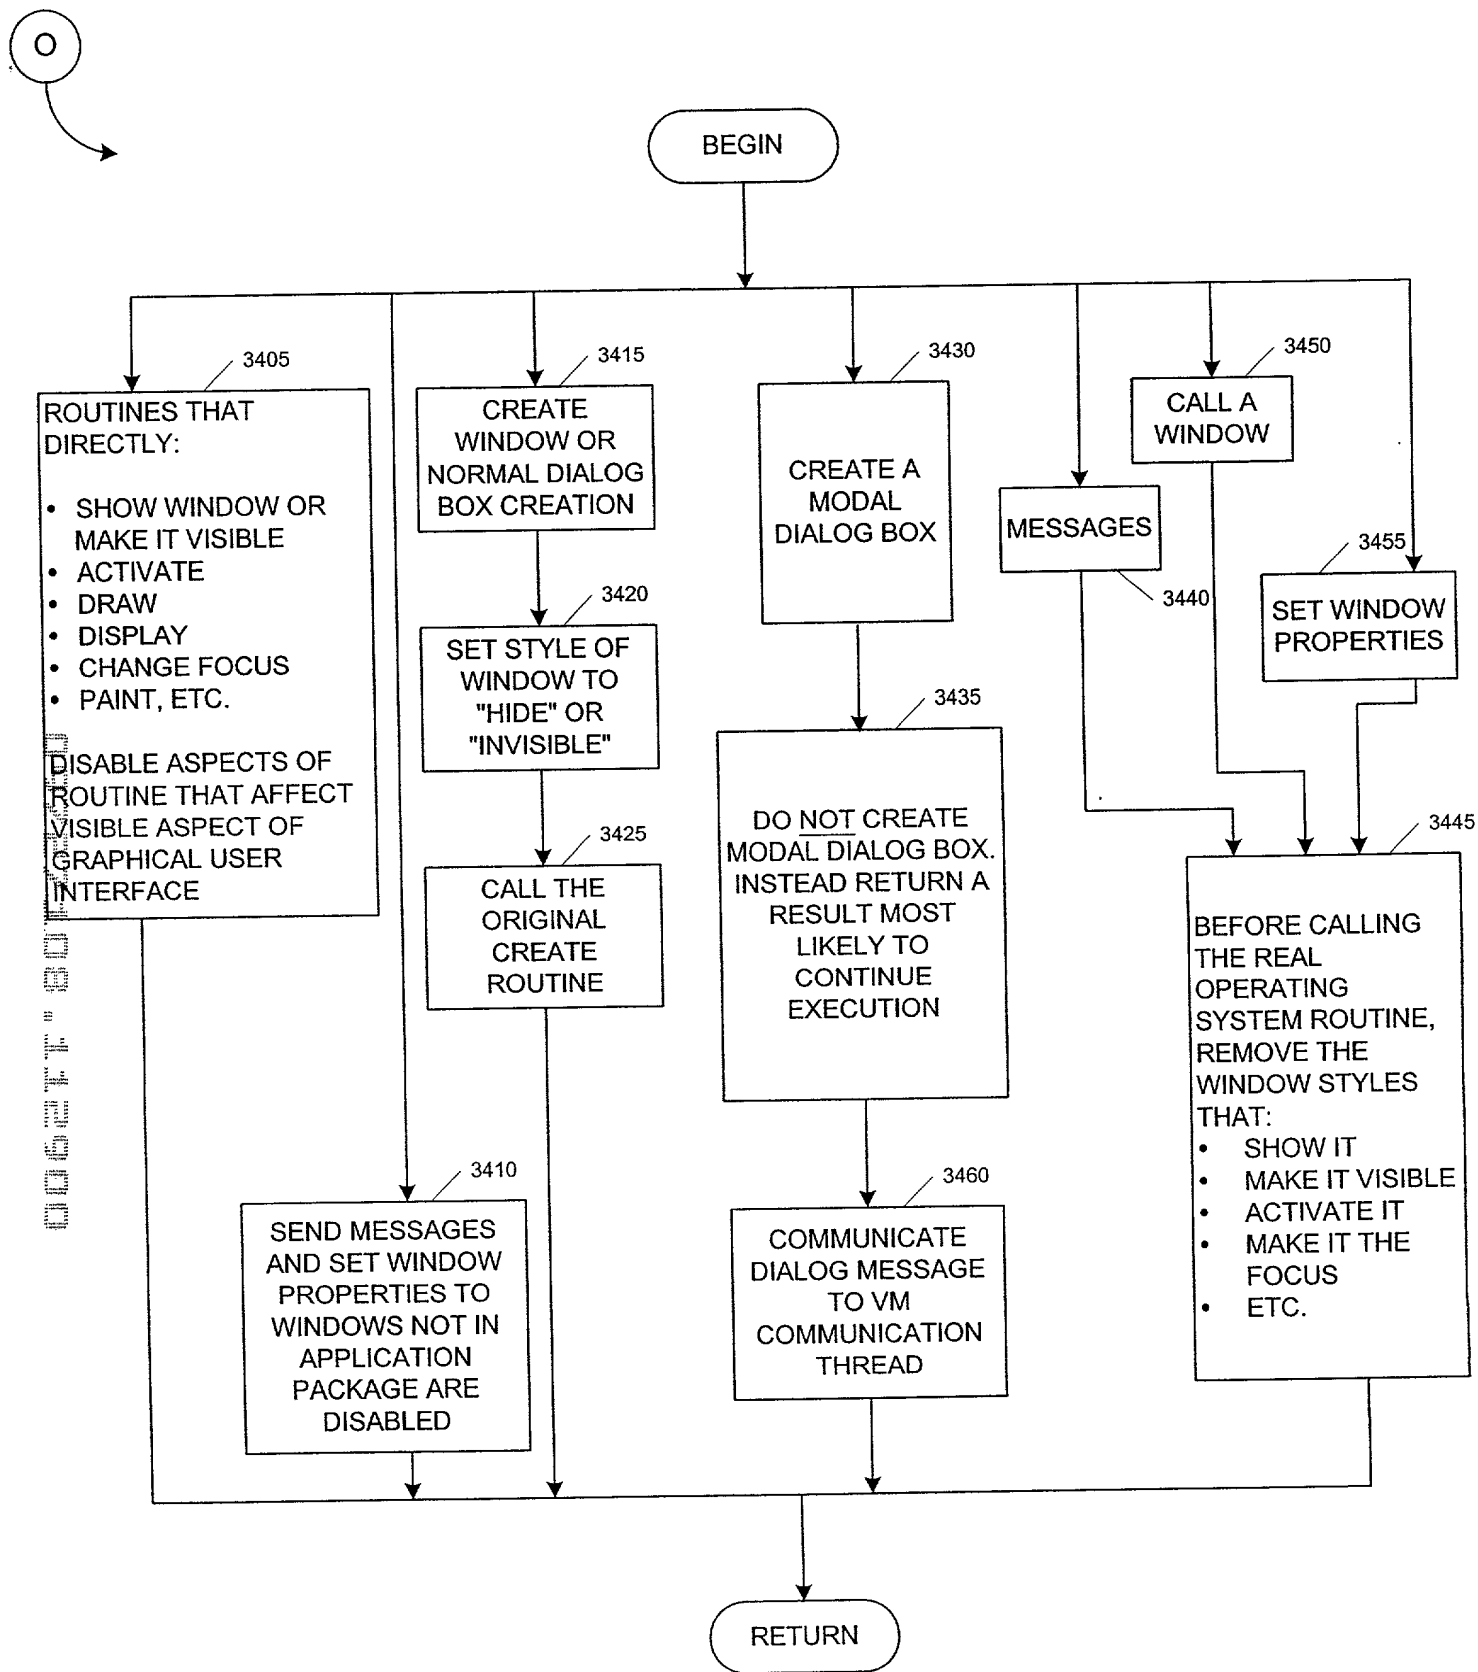 O
BEGIN
3405
ROUTINES THAT
DIRECTLY:
• SHOW WINDOW OR
MAKE IT VISIBLE
• ACTIVATE
• DRAW
• DISPLAY
• CHANGE FOCUS
• PAINT, ETC.
DISABLE ASPECTS OF
ROUTINE THAT AFFECT
VISIBLE ASPECT OF
GRAPHICAL USER
INTERFACE
3410
SEND MESSAGES
AND SET WINDOW
PROPERTIES TO
WINDOWS NOT IN
APPLICATION
PACKAGE ARE
DISABLED
3415
CREATE
WINDOW OR
NORMAL DIALOG
BOX CREATION
3420
SET STYLE OF
WINDOW TO
"HIDE" OR
"INVISIBLE"
3425
CALL THE
ORIGINAL
CREATE
ROUTINE
3430
CREATE A
MODAL
DIALOG BOX
3435
DO NOT CREATE
MODAL DIALOG BOX.
INSTEAD RETURN A
RESULT MOST
LIKELY TO
CONTINUE
EXECUTION
3460
COMMUNICATE
DIALOG MESSAGE
TO VM
COMMUNICATION
THREAD
MESSAGES
3440
3450
CALL A
WINDOW
3455
SET WINDOW
PROPERTIES
3445
BEFORE CALLING
THE REAL
OPERATING
SYSTEM ROUTINE,
REMOVE THE
WINDOW STYLES
THAT:
• SHOW IT
• MAKE IT VISIBLE
• ACTIVATE IT
• MAKE IT THE
FOCUS
• ETC.
RETURN